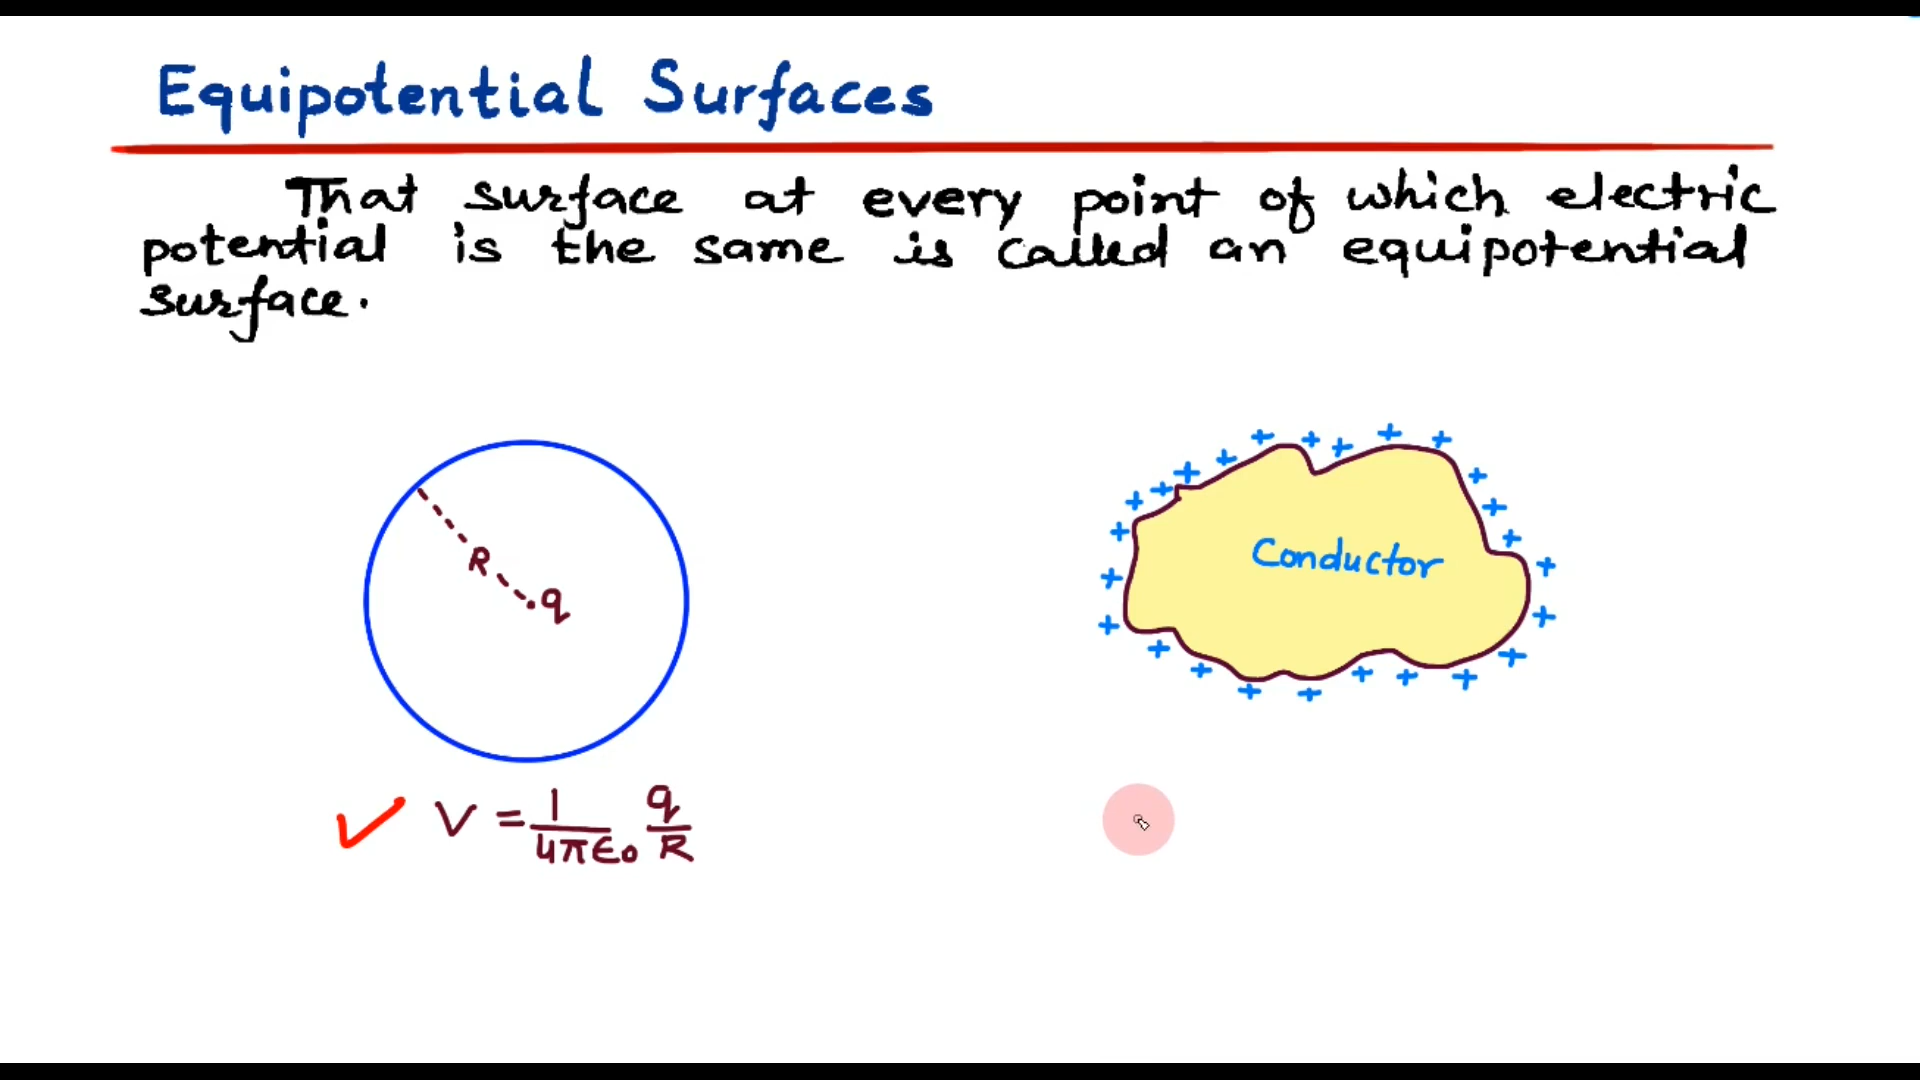 Equipotential Surfaces
That surface at every point of which electric
potential is the same is called an equipotential
surface.
R
q
Conductor
V = 1/4πϵ₀ q/R